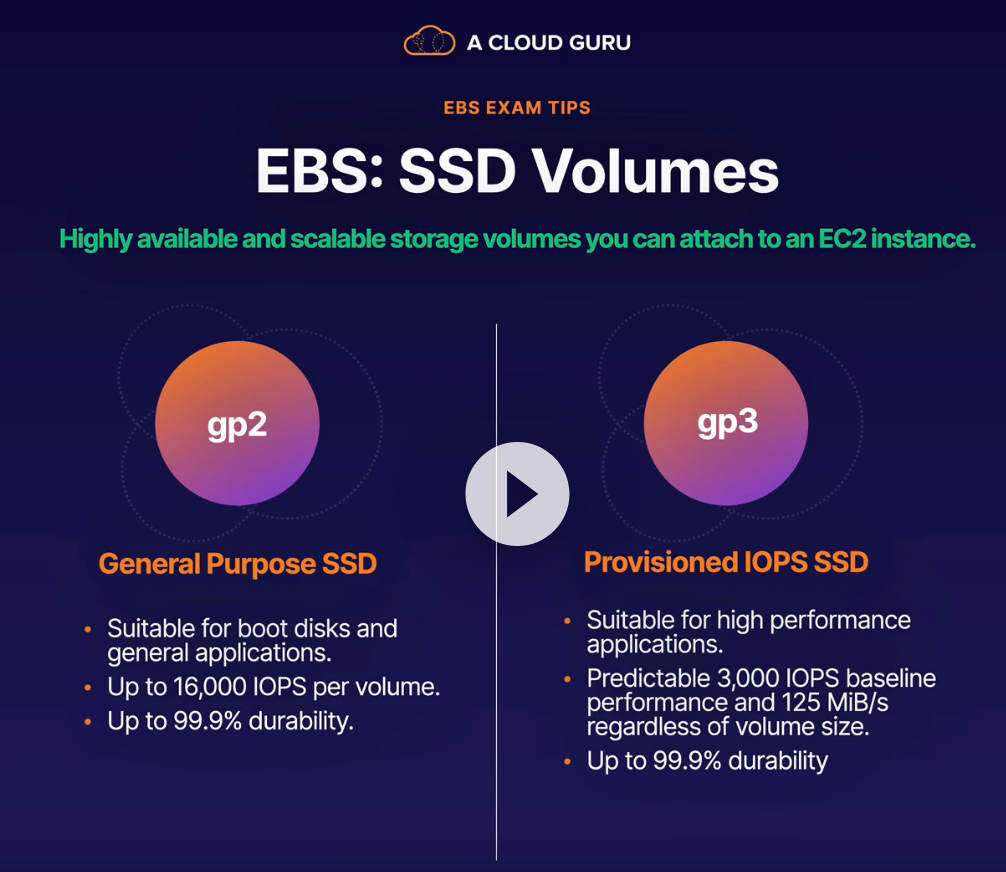 A CLOUD GURU
EBS EXAM TIPS
EBS: SSD Volumes
Highly available and scalable storage volumes you can attach to an EC2 instance.
gp2
General Purpose SSD
• Suitable for boot disks and
general applications.
• Up to 16,000 IOPS per volume.
• Up to 99.9% durability.
gp3
Provisioned IOPS SSD
• Suitable for high performance
applications.
• Predictable 3,000 IOPS baseline
performance and 125 MiB/s
regardless of volume size.
• Up to 99.9% durability